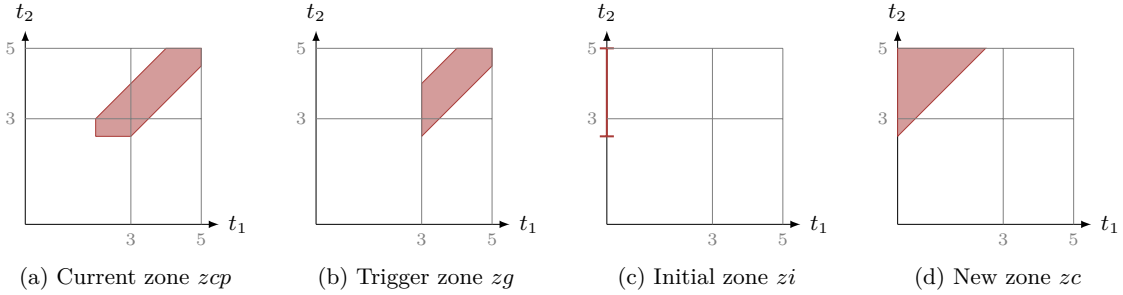 t₂
5
3
3
5
t₁
(a) Current zone zcp
t₂
5
3
3
5
t₁
(b) Trigger zone zg
t₂
5
3
3
5
t₁
(c) Initial zone zi
t₂
5
3
3
5
t₁
(d) New zone zc